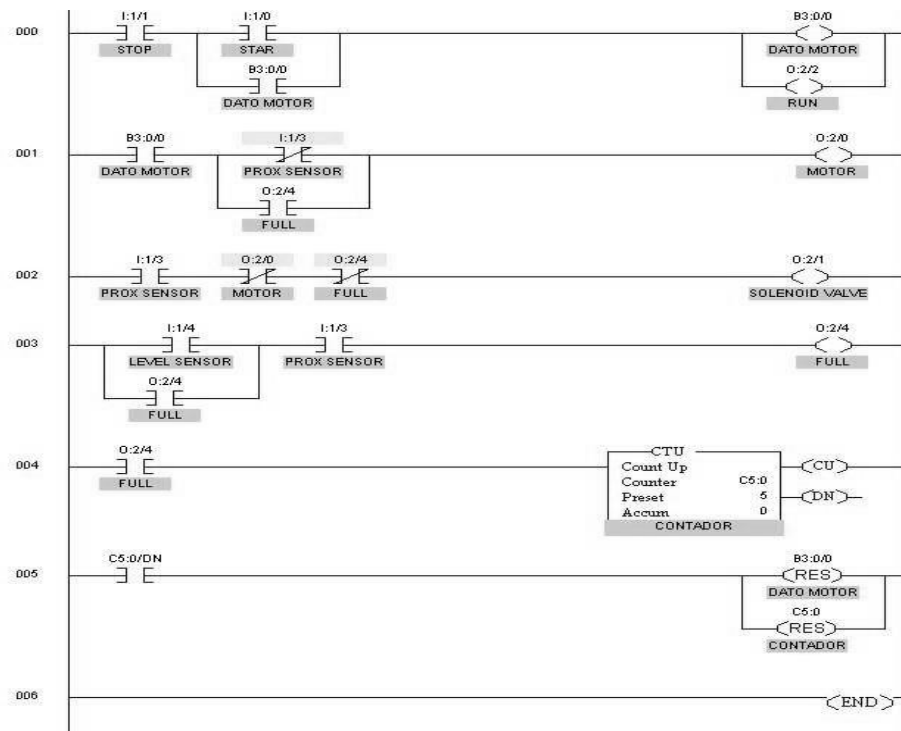 I:1/1 I:1/0 B3:0/0
000
STOP STAR DATO MOTOR
B3:0/0 O:2/2
DATO MOTOR RUN
B3:0/0 I:1/3 O:2/0
001
DATO MOTOR PROX SENSOR MOTOR
O:2/4
FULL
I:1/3 O:2/0 O:2/4 O:2/1
002
PROX SENSOR MOTOR FULL SOLENOID VALVE
I:1/4 I:1/3 O:2/4
003
LEVEL SENSOR PROX SENSOR FULL
O:2/4
FULL
O:2/4 CTU
004 Count Up CU
FULL Counter C5:0
Preset 5 DN
Accum 0
CONTADOR
C5:0/DN B3:0/0
005 RES
DATO MOTOR
C5:0
RES
CONTADOR
006
END